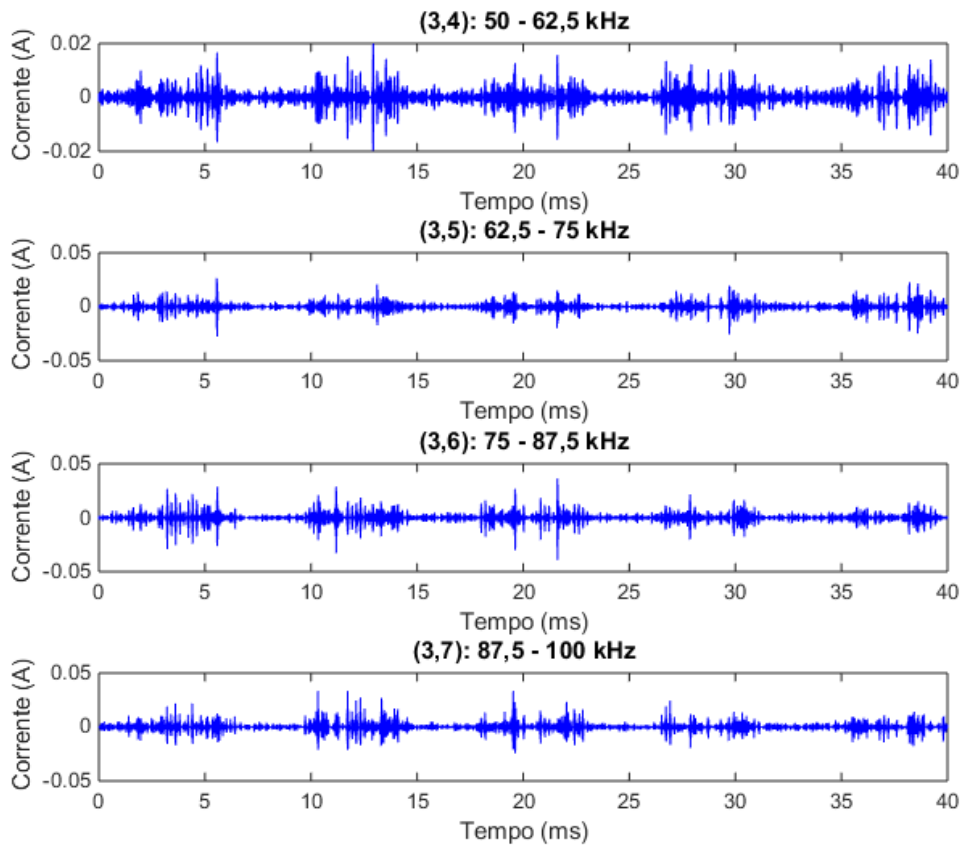 (3,4): 50 - 62,5 kHz
Corrente (A)
0.02
0
-0.02
0 5 10 15 20 25 30 35 40
Tempo (ms)
(3,5): 62,5 - 75 kHz
Corrente (A)
0.05
0
-0.05
0 5 10 15 20 25 30 35 40
Tempo (ms)
(3,6): 75 - 87,5 kHz
Corrente (A)
0.05
0
-0.05
0 5 10 15 20 25 30 35 40
Tempo (ms)
(3,7): 87,5 - 100 kHz
Corrente (A)
0.05
0
-0.05
0 5 10 15 20 25 30 35 40
Tempo (ms)